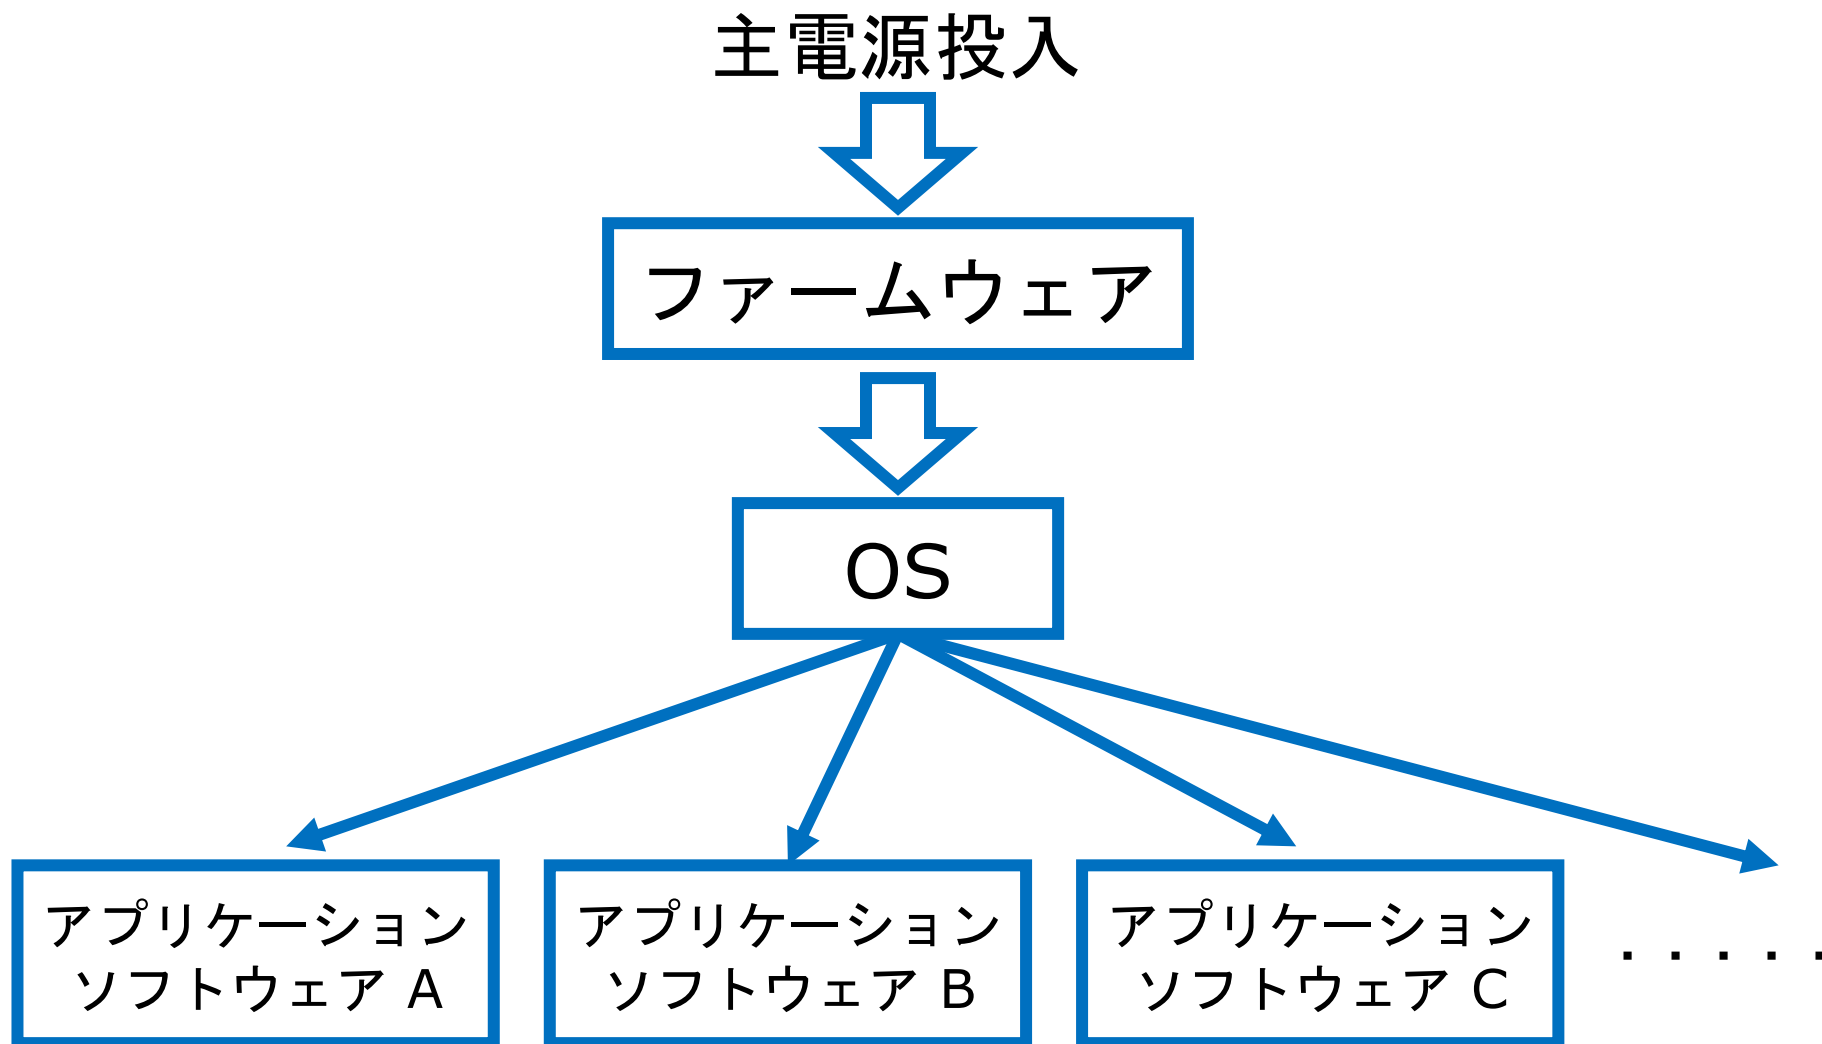 主電源投入
ファームウェア
OS
アプリケーション
ソフトウェア A
アプリケーション
ソフトウェア B
アプリケーション
ソフトウェア C
・・・・・